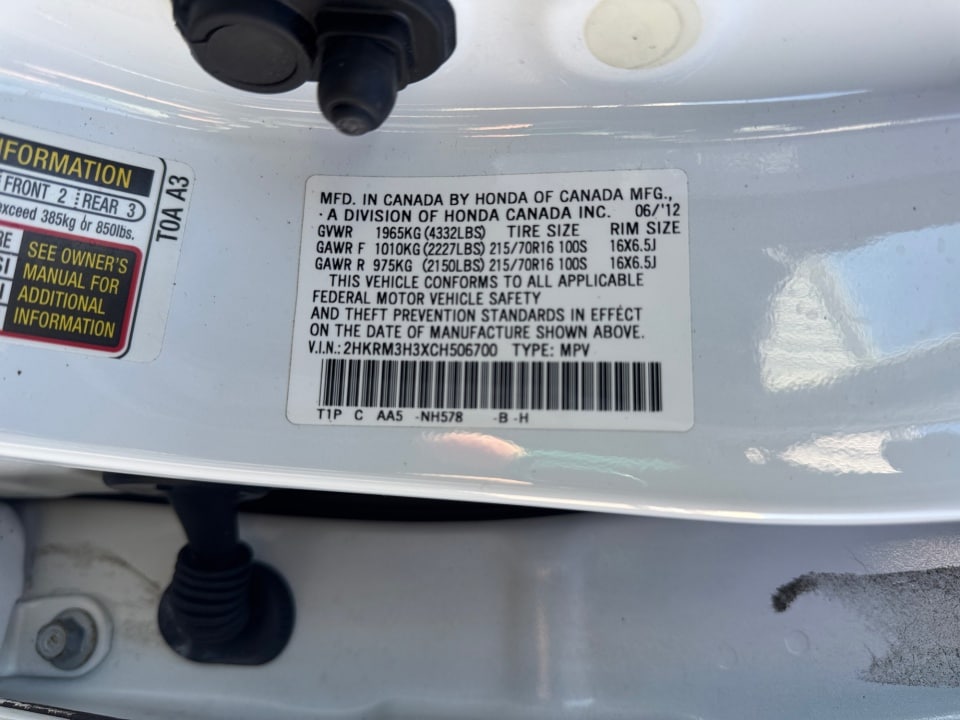 INFORMATION
FRONT 2 REAR 3
exceed 385kg or 850lbs.
SEE OWNER'S
MANUAL FOR
ADDITIONAL
INFORMATION
T0A A3
MFD. IN CANADA BY HONDA OF CANADA MFG.,
A DIVISION OF HONDA CANADA INC. 06/'12
GVWR 1965KG (4332LBS) TIRE SIZE RIM SIZE
GAWR F 1010KG (2227LBS) 215/70R16 100S 16X6.5J
GAWR R 975KG (2150LBS) 215/70R16 100S 16X6.5J
THIS VEHICLE CONFORMS TO ALL APPLICABLE
FEDERAL MOTOR VEHICLE SAFETY
AND THEFT PREVENTION STANDARDS IN EFFECT
ON THE DATE OF MANUFACTURE SHOWN ABOVE.
V.I.N.: 2HKRM3H3XCH506700 TYPE: MPV
T1P C AA5 -NH578 -B -H